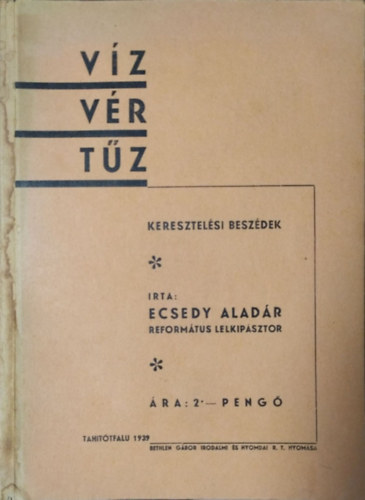 VÍZ
VÉR
TŰZ
KERESZTELÉSI BESZÉDEK
*
IRTA:
ECSEDY ALADÁR
REFORMÁTUS LELKIPÁSZTOR
*
ÁRA: 2·— PENGŐ
TAHITÓTFALU 1939
BETHLEN GÁBOR IRODALMI ÉS NYOMDAI R. T. NYOMÁSA